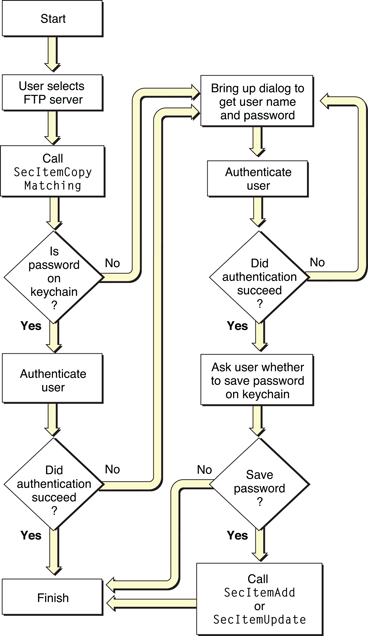 Start
User selects
FTP server
Call
SecItemCopy
Matching
Is
password
on
keychain
?
No
Yes
Authenticate
user
Did
authentication
succeed
?
No
Yes
Finish
Bring up dialog to
get user name
and password
Authenticate
user
Did
authentication
succeed
?
No
Yes
Ask user whether
to save password
on keychain
Save
password
?
No
Yes
Call
SecItemAdd
or
SecItemUpdate